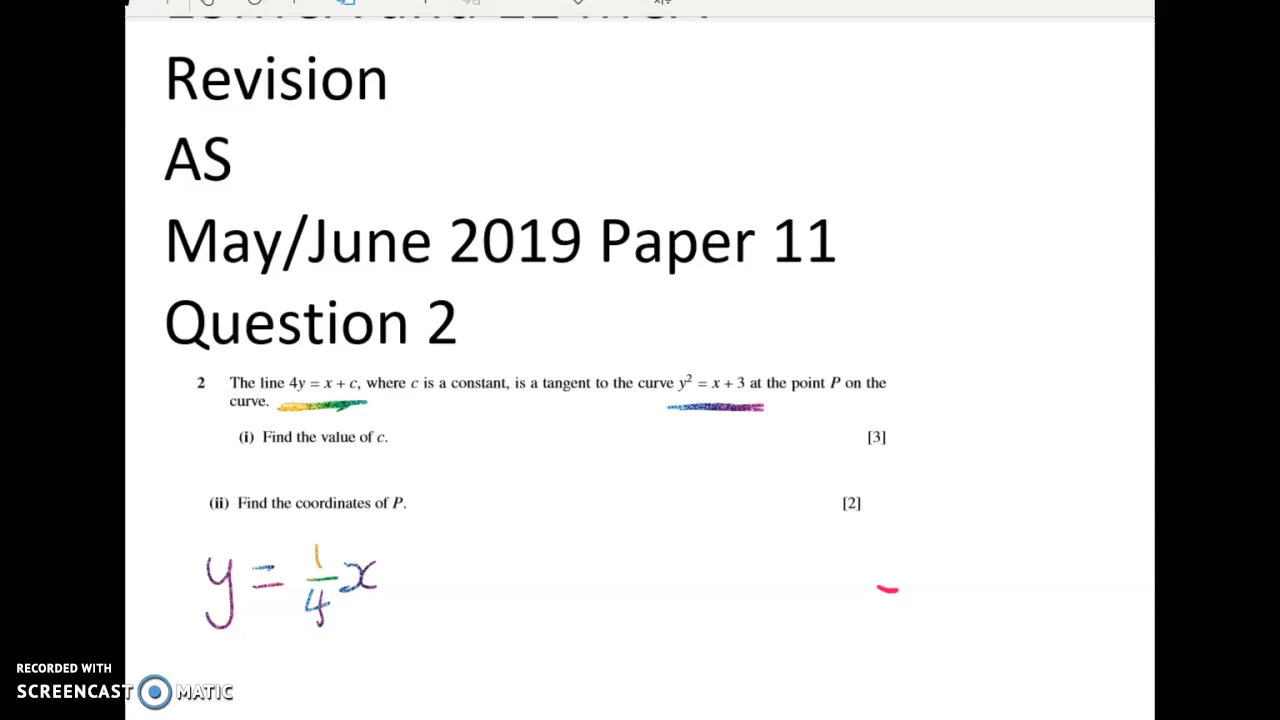 Revision
AS
May/June 2019 Paper 11
Question 2
2 The line 4y = x + c, where c is a constant, is a tangent to the curve y² = x + 3 at the point P on the
curve.
(i) Find the value of c. [3]
(ii) Find the coordinates of P. [2]
y = 1/4 x
RECORDED WITH
SCREENCAST MATIC